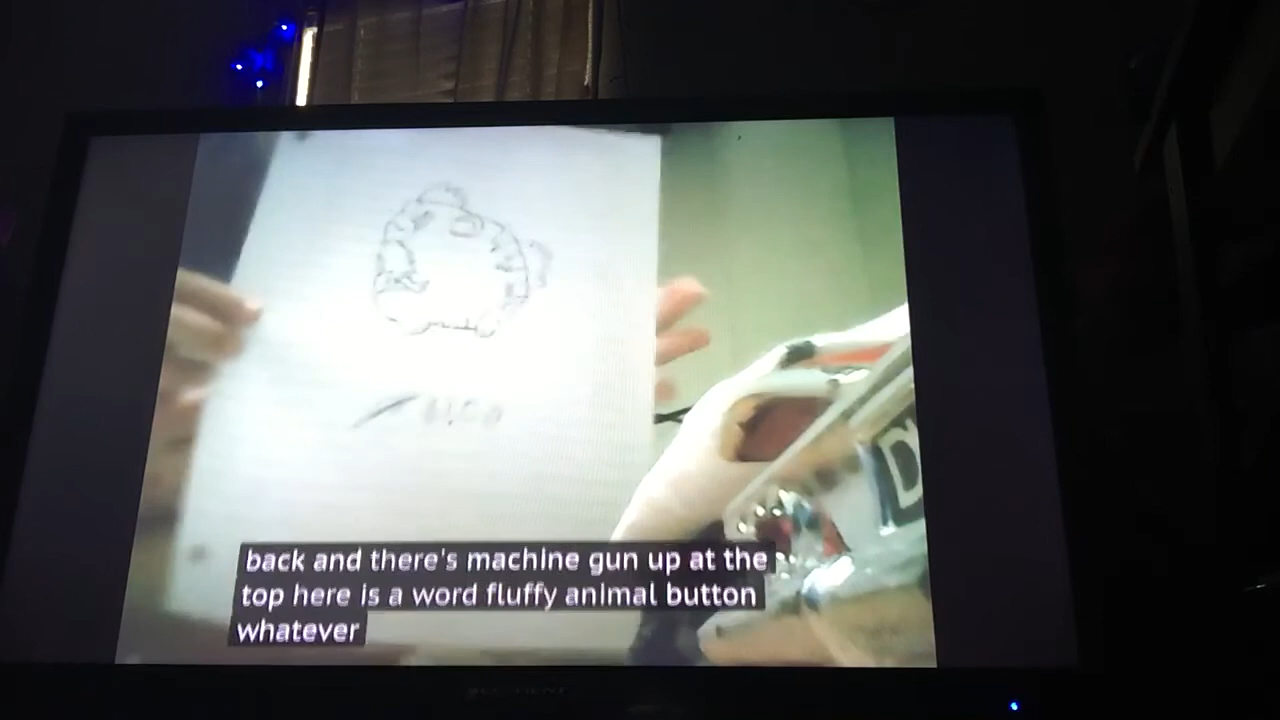 back and there's machine gun up at the
top here is a word fluffy animal button
whatever